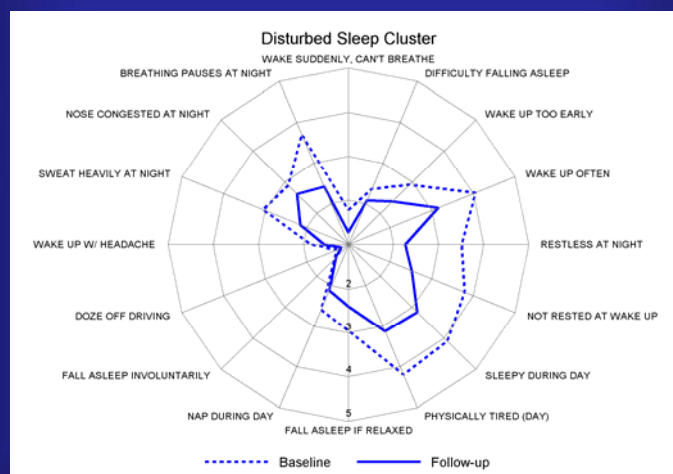 Disturbed Sleep Cluster
WAKE SUDDENLY, CAN'T BREATHE
BREATHING PAUSES AT NIGHT
DIFFICULTY FALLING ASLEEP
NOSE CONGESTED AT NIGHT
WAKE UP TOO EARLY
SWEAT HEAVILY AT NIGHT
WAKE UP OFTEN
WAKE UP W/ HEADACHE
RESTLESS AT NIGHT
2
DOZE OFF DRIVING
NOT RESTED AT WAKE UP
3
FALL ASLEEP INVOLUNTARILY
4
SLEEPY DURING DAY
NAP DURING DAY
5
PHYSICALLY TIRED (DAY)
FALL ASLEEP IF RELAXED
Baseline
Follow-up